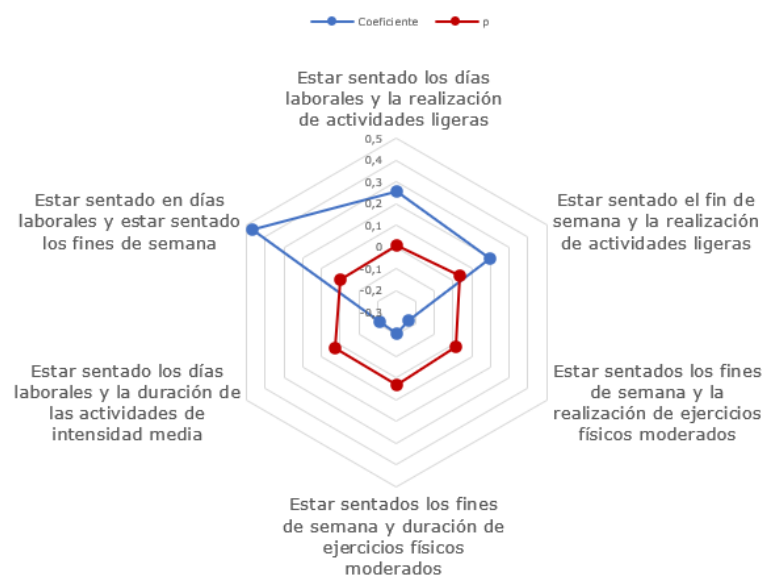 Coeficiente
p
Estar sentado los días
laborales y la realización
de actividades ligeras
0,5
0,4
0,3
0,2
0,1
0
-0,1
-0,2
-0,3
Estar sentado el fin de
semana y la realización
de actividades ligeras
Estar sentados los fines
de semana y la
realización de ejercicios
físicos moderados
Estar sentados los fines
de semana y duración de
ejercicios físicos
moderados
Estar sentado los días
laborales y la duración de
las actividades de
intensidad media
Estar sentado en días
laborales y estar sentado
los fines de semana